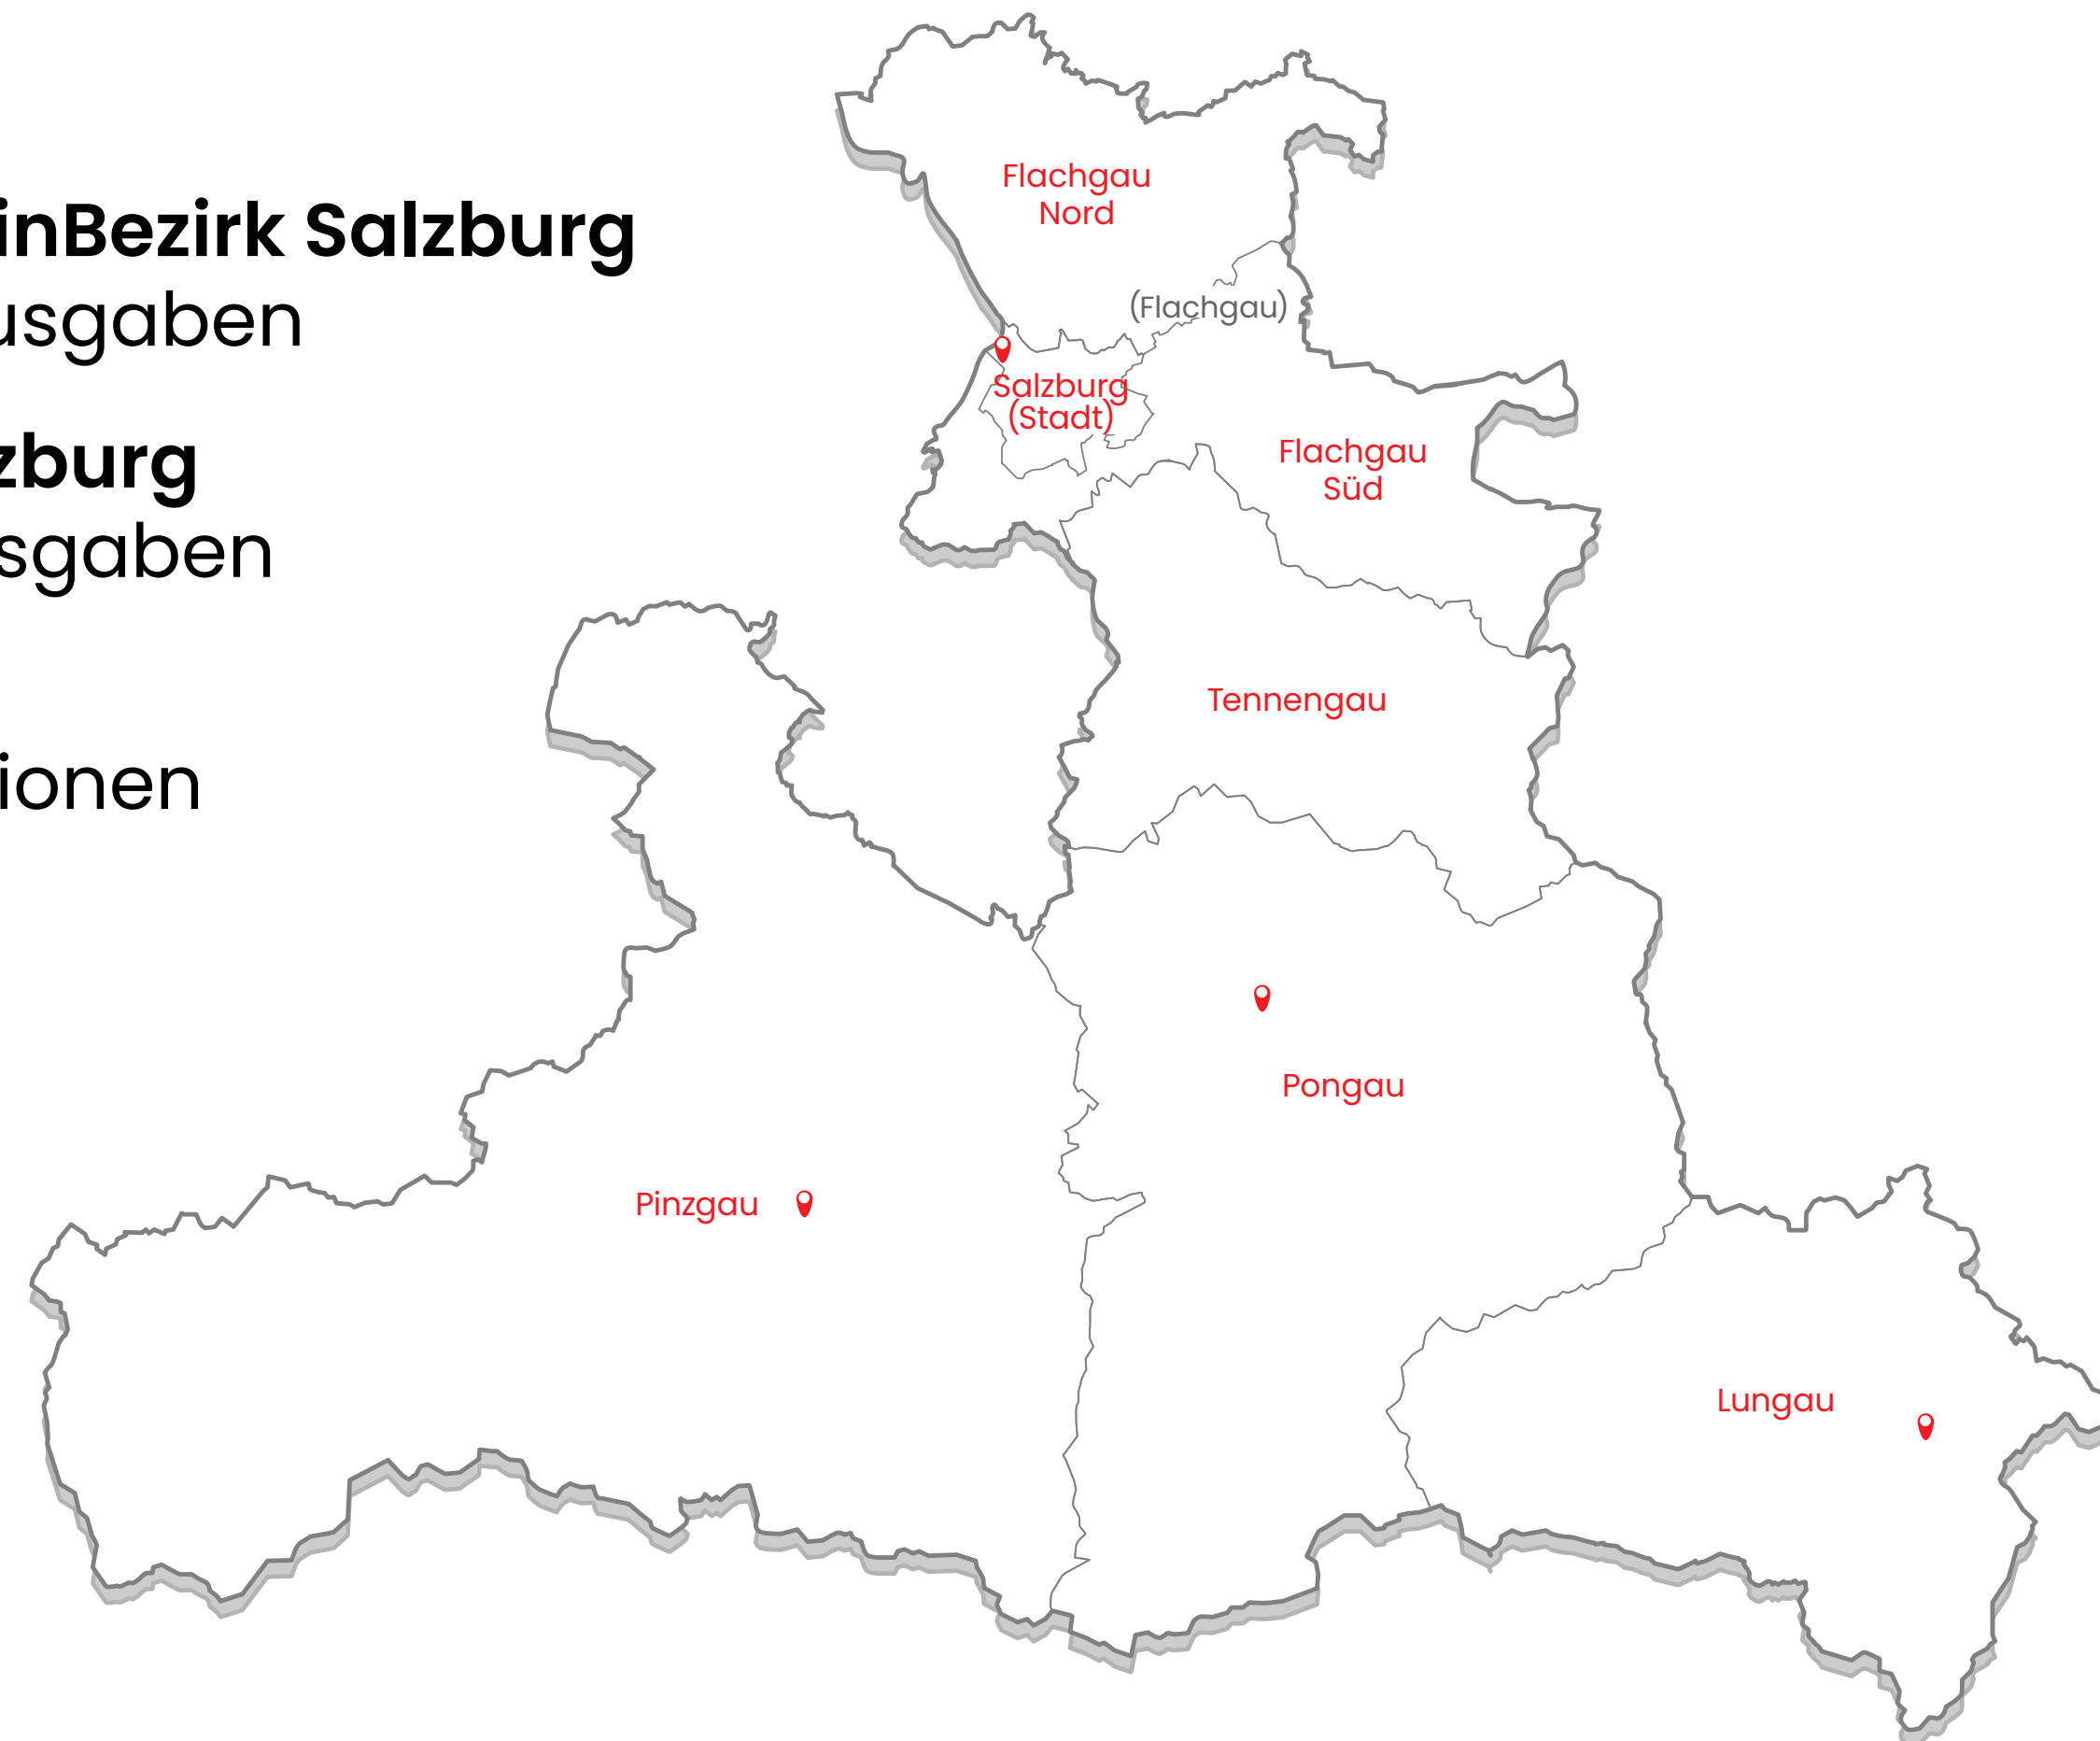 inBezirk Salzburg
usgaben
zburg
sgaben
ionen
Flachgau
Nord
(Flachgau)
Salzburg
(Stadt)
Flachgau
Süd
Tennengau
Pongau
Pinzgau
Lungau